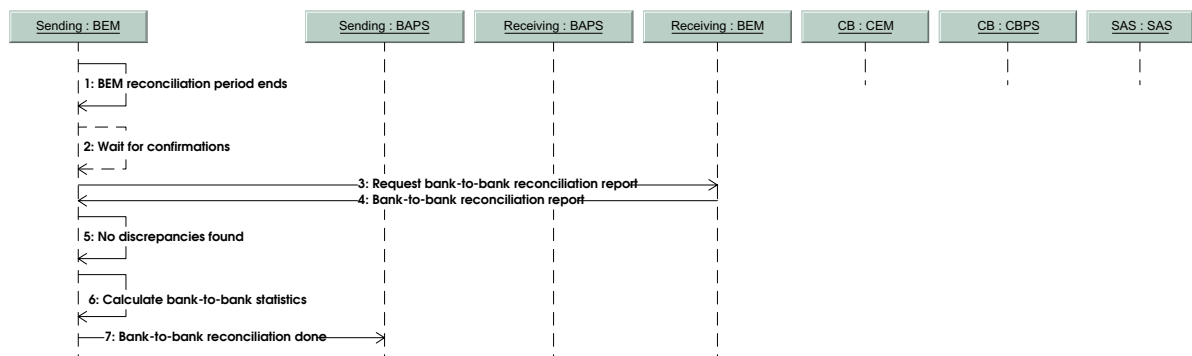 Sending : BEM
Sending : BAPS
Receiving : BAPS
Receiving : BEM
CB : CEM
CB : CBPS
SAS : SAS
1: BEM reconciliation period ends
2: Wait for confirmations
3: Request bank-to-bank reconciliation report
4: Bank-to-bank reconciliation report
5: No discrepancies found
6: Calculate bank-to-bank statistics
7: Bank-to-bank reconciliation done